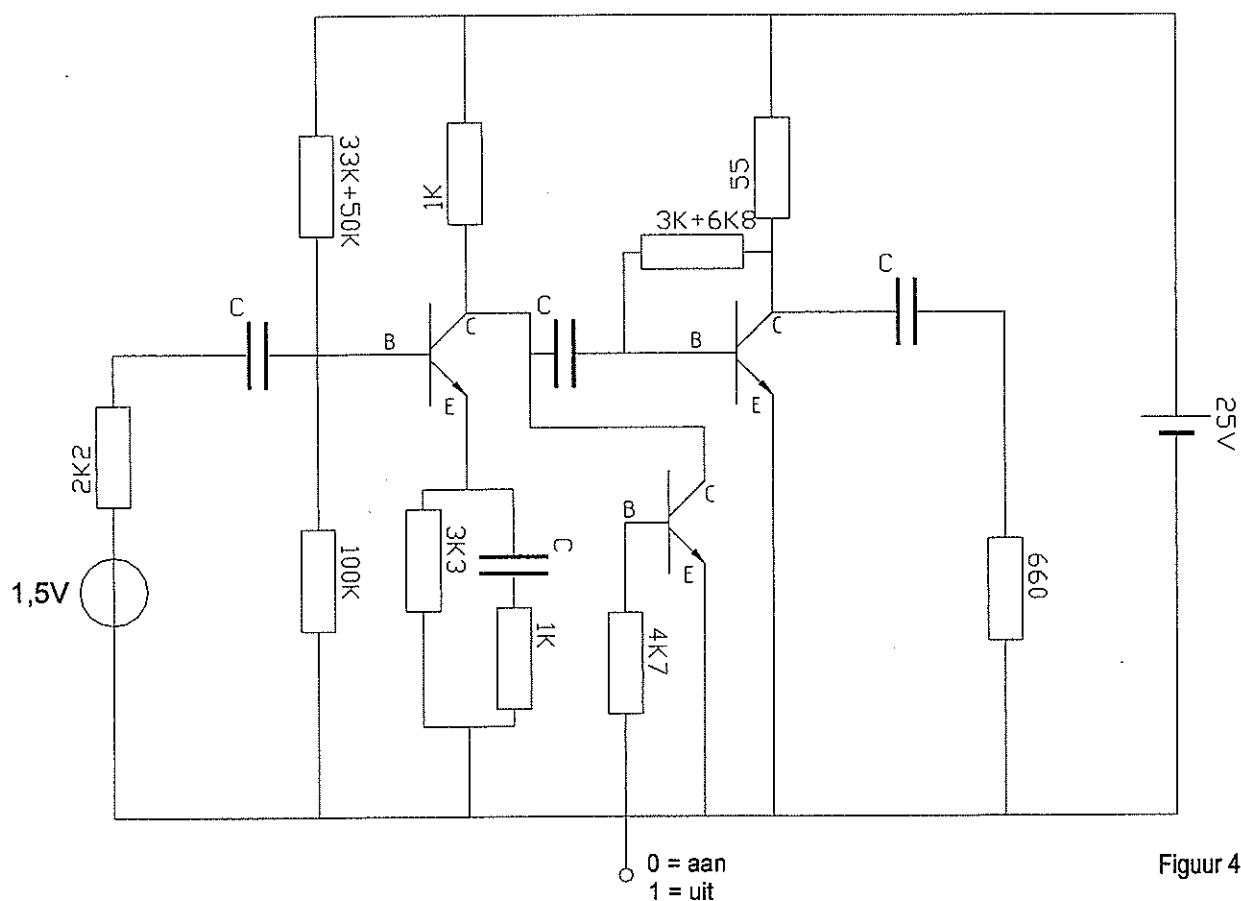 33K+50K
1K
55
3K+6K8
C
C
C
B
C
B
C
E
E
25V
2K2
B
C
3K3
C
E
100K
660
1,5V
1K
4K7
0 = aan
1 = uit
Figuur 4